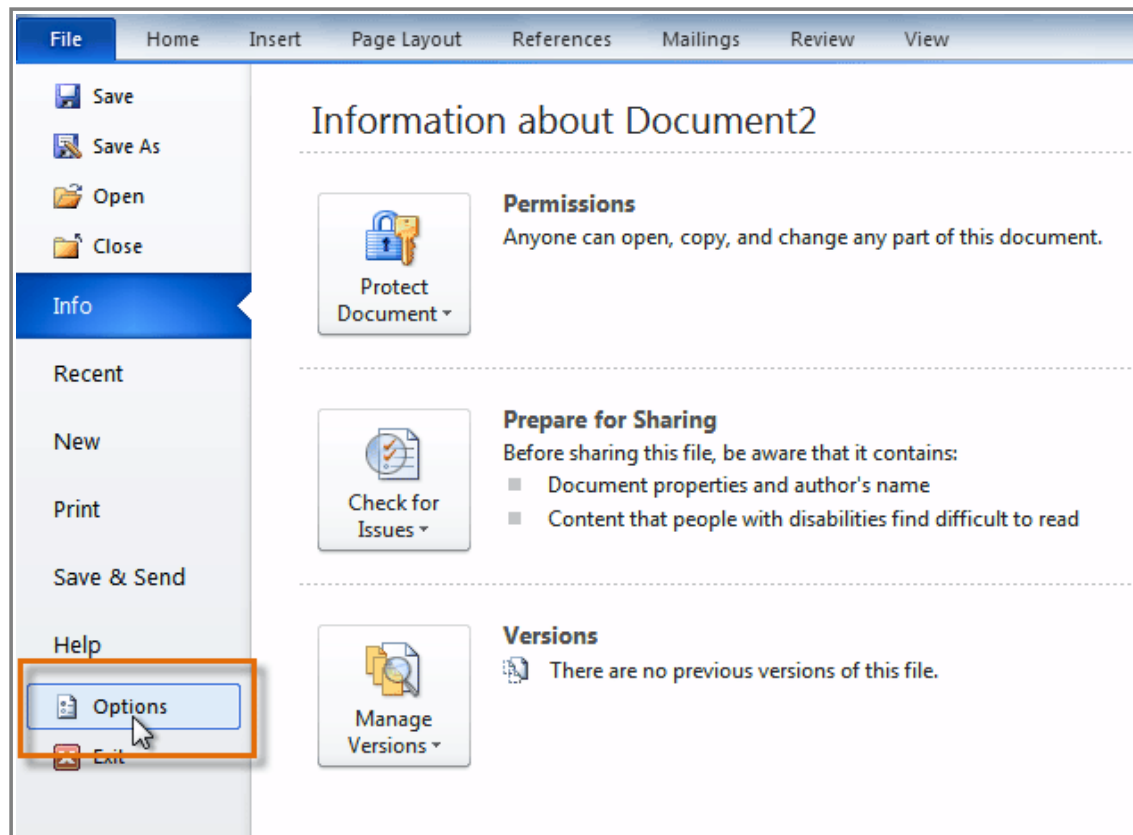 File Home Insert Page Layout References Mailings Review View
Save
Save As
Open
Close
Info
Recent
New
Print
Save & Send
Help
Options
Exit
Information about Document2
Protect
Document
Permissions
Anyone can open, copy, and change any part of this document.
Check for
Issues
Prepare for Sharing
Before sharing this file, be aware that it contains:
Document properties and author's name
Content that people with disabilities find difficult to read
Manage
Versions
Versions
There are no previous versions of this file.